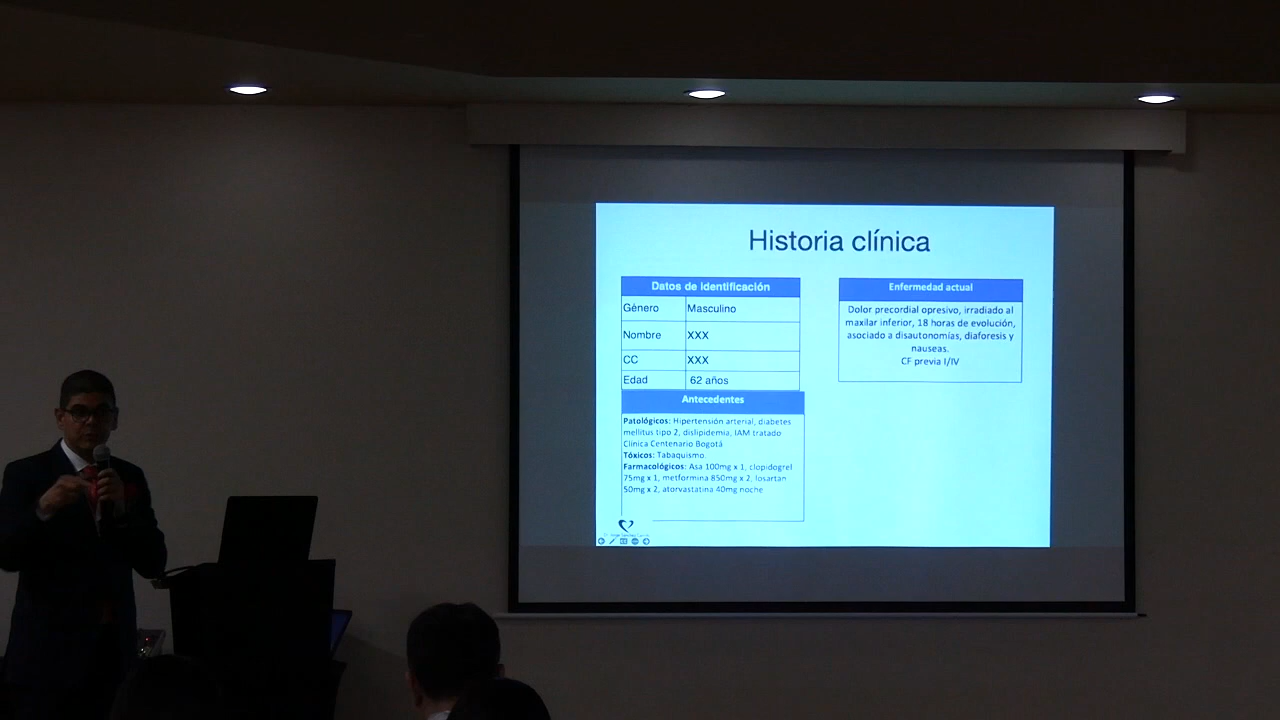 Historia clínica
Datos de identificación
Género Masculino
Nombre XXX
CC XXX
Edad 62 años
Antecedentes
Patológicos: Hipertensión arterial, diabetes
mellitus tipo 2, dislipidemia, IAM tratado
Clinica Centenario Bogotá
Tóxicos: Tabaquismo.
Farmacológicos: Asa 100mg x 1, clopidogrel
75mg x 1, metformina 850mg x 2, losartan
50mg x 2, atorvastatina 40mg noche
Enfermedad actual
Dolor precordial opresivo, irradiado al
maxilar inferior, 18 horas de evolución,
asociado a disautonomías, diaforesis y
nauseas.
CF previa I/IV